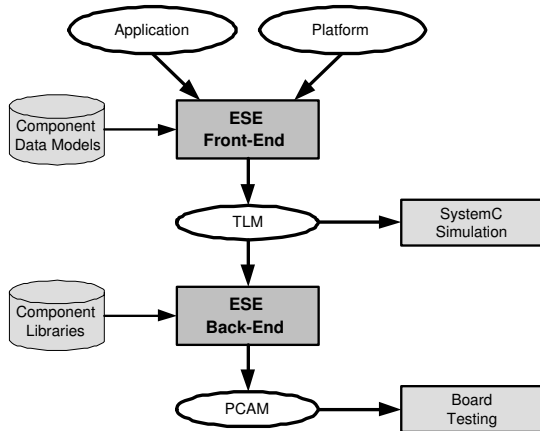 Application
Platform
Component
Data Models
ESE
Front-End
TLM
SystemC
Simulation
Component
Libraries
ESE
Back-End
PCAM
Board
Testing